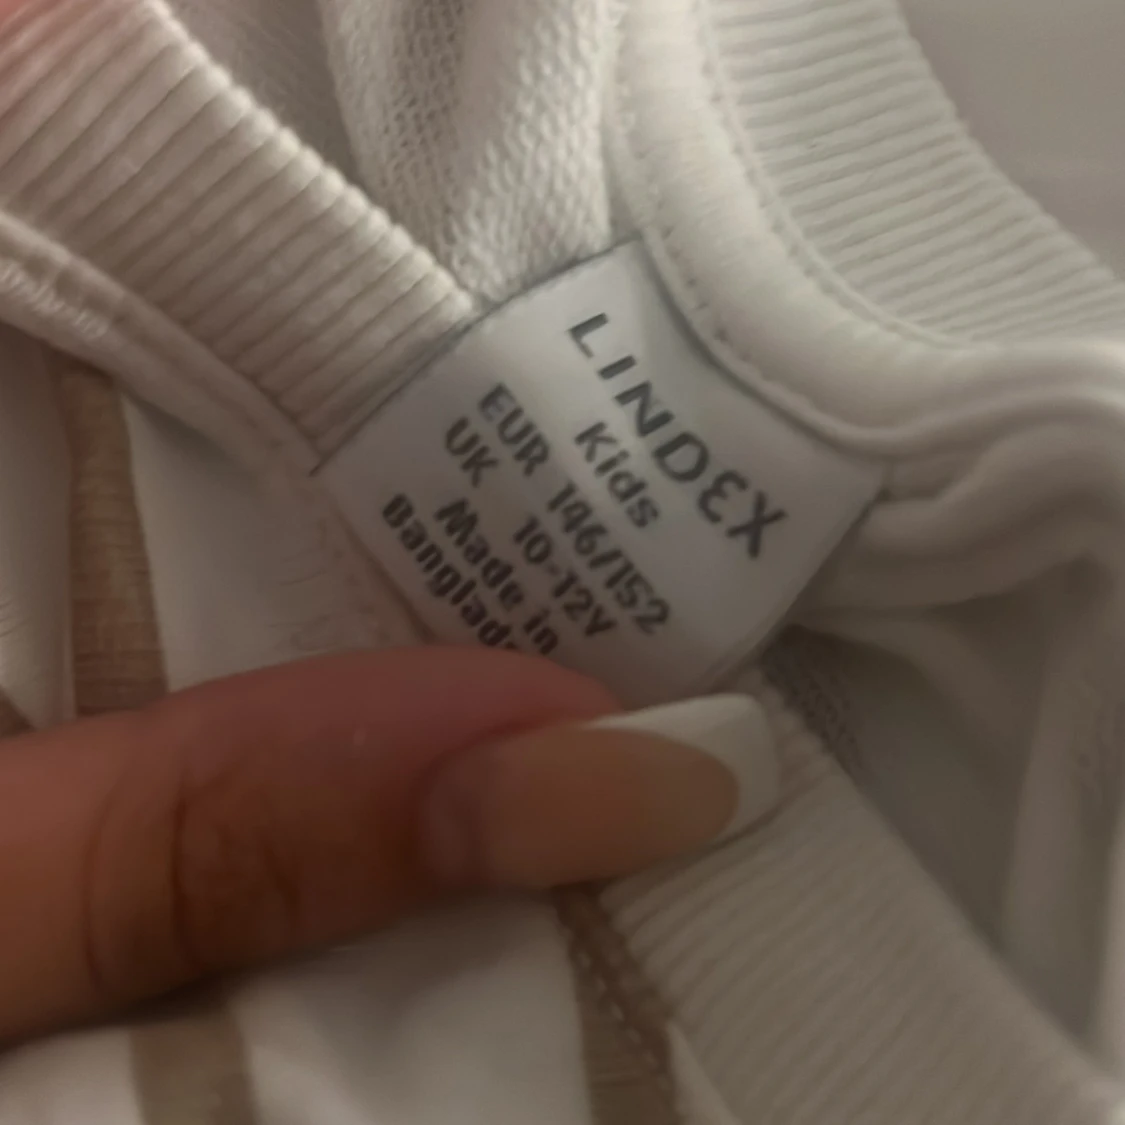 LINDEX
Kids
EUR 146/152
UK 10-12Y
Made in